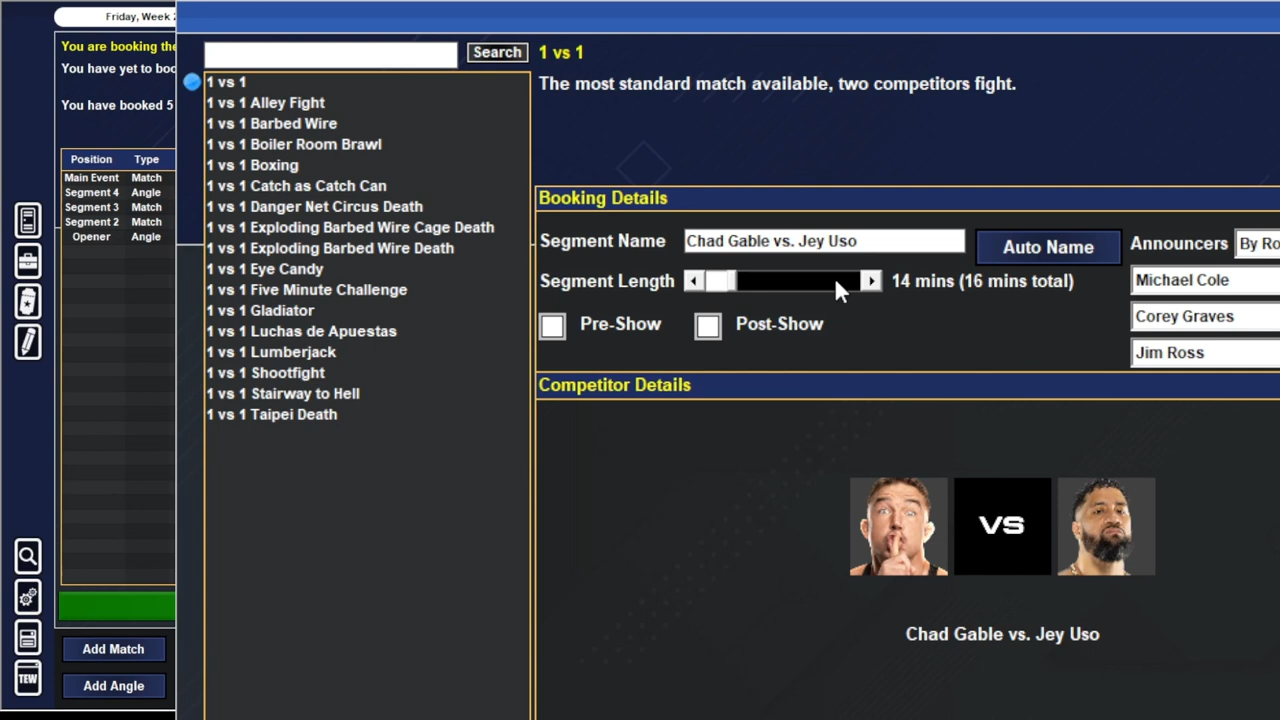 Friday, Week
You are booking the
You have yet to boo
You have booked 5
Position Type
Main Event Match
Segment 4 Angle
Segment 3 Match
Segment 2 Match
Opener Angle
Add Match
Add Angle
TEW
Search
1 vs 1
1 vs 1 Alley Fight
1 vs 1 Barbed Wire
1 vs 1 Boiler Room Brawl
1 vs 1 Boxing
1 vs 1 Catch as Catch Can
1 vs 1 Danger Net Circus Death
1 vs 1 Exploding Barbed Wire Cage Death
1 vs 1 Exploding Barbed Wire Death
1 vs 1 Eye Candy
1 vs 1 Five Minute Challenge
1 vs 1 Gladiator
1 vs 1 Luchas de Apuestas
1 vs 1 Lumberjack
1 vs 1 Shootfight
1 vs 1 Stairway to Hell
1 vs 1 Taipei Death
1 vs 1
The most standard match available, two competitors fight.
Booking Details
Segment Name Chad Gable vs. Jey Uso Auto Name Announcers By Ro
Segment Length 14 mins (16 mins total) Michael Cole
Corey Graves
Pre-Show Post-Show
Jim Ross
Competitor Details
VS
Chad Gable vs. Jey Uso